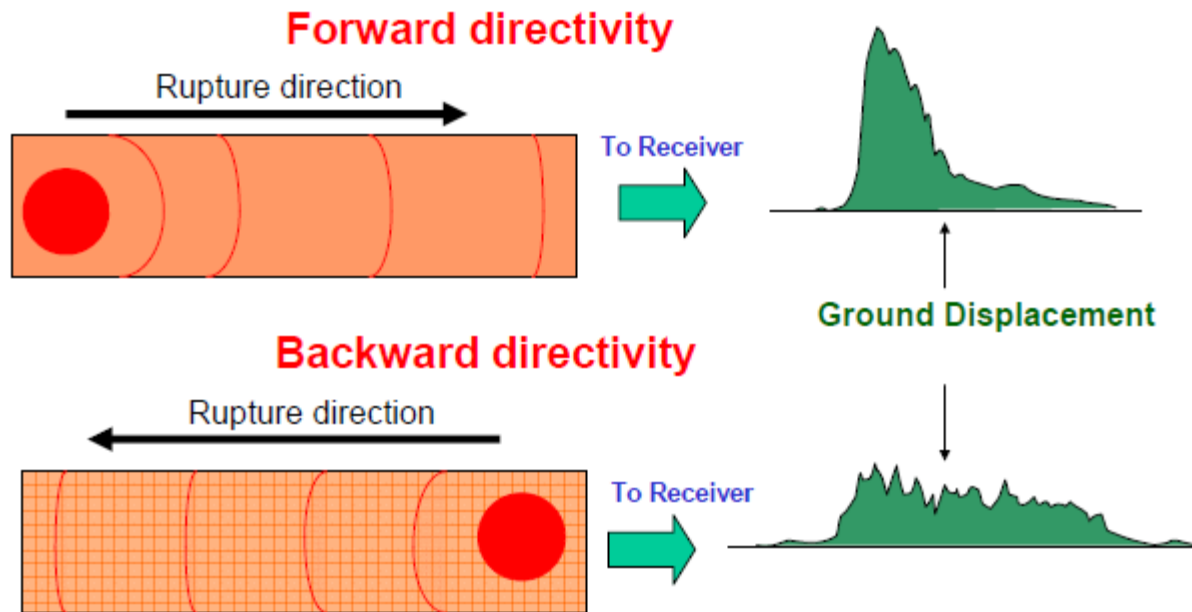 Forward directivity
Rupture direction
To Receiver
Ground Displacement
Backward directivity
Rupture direction
To Receiver